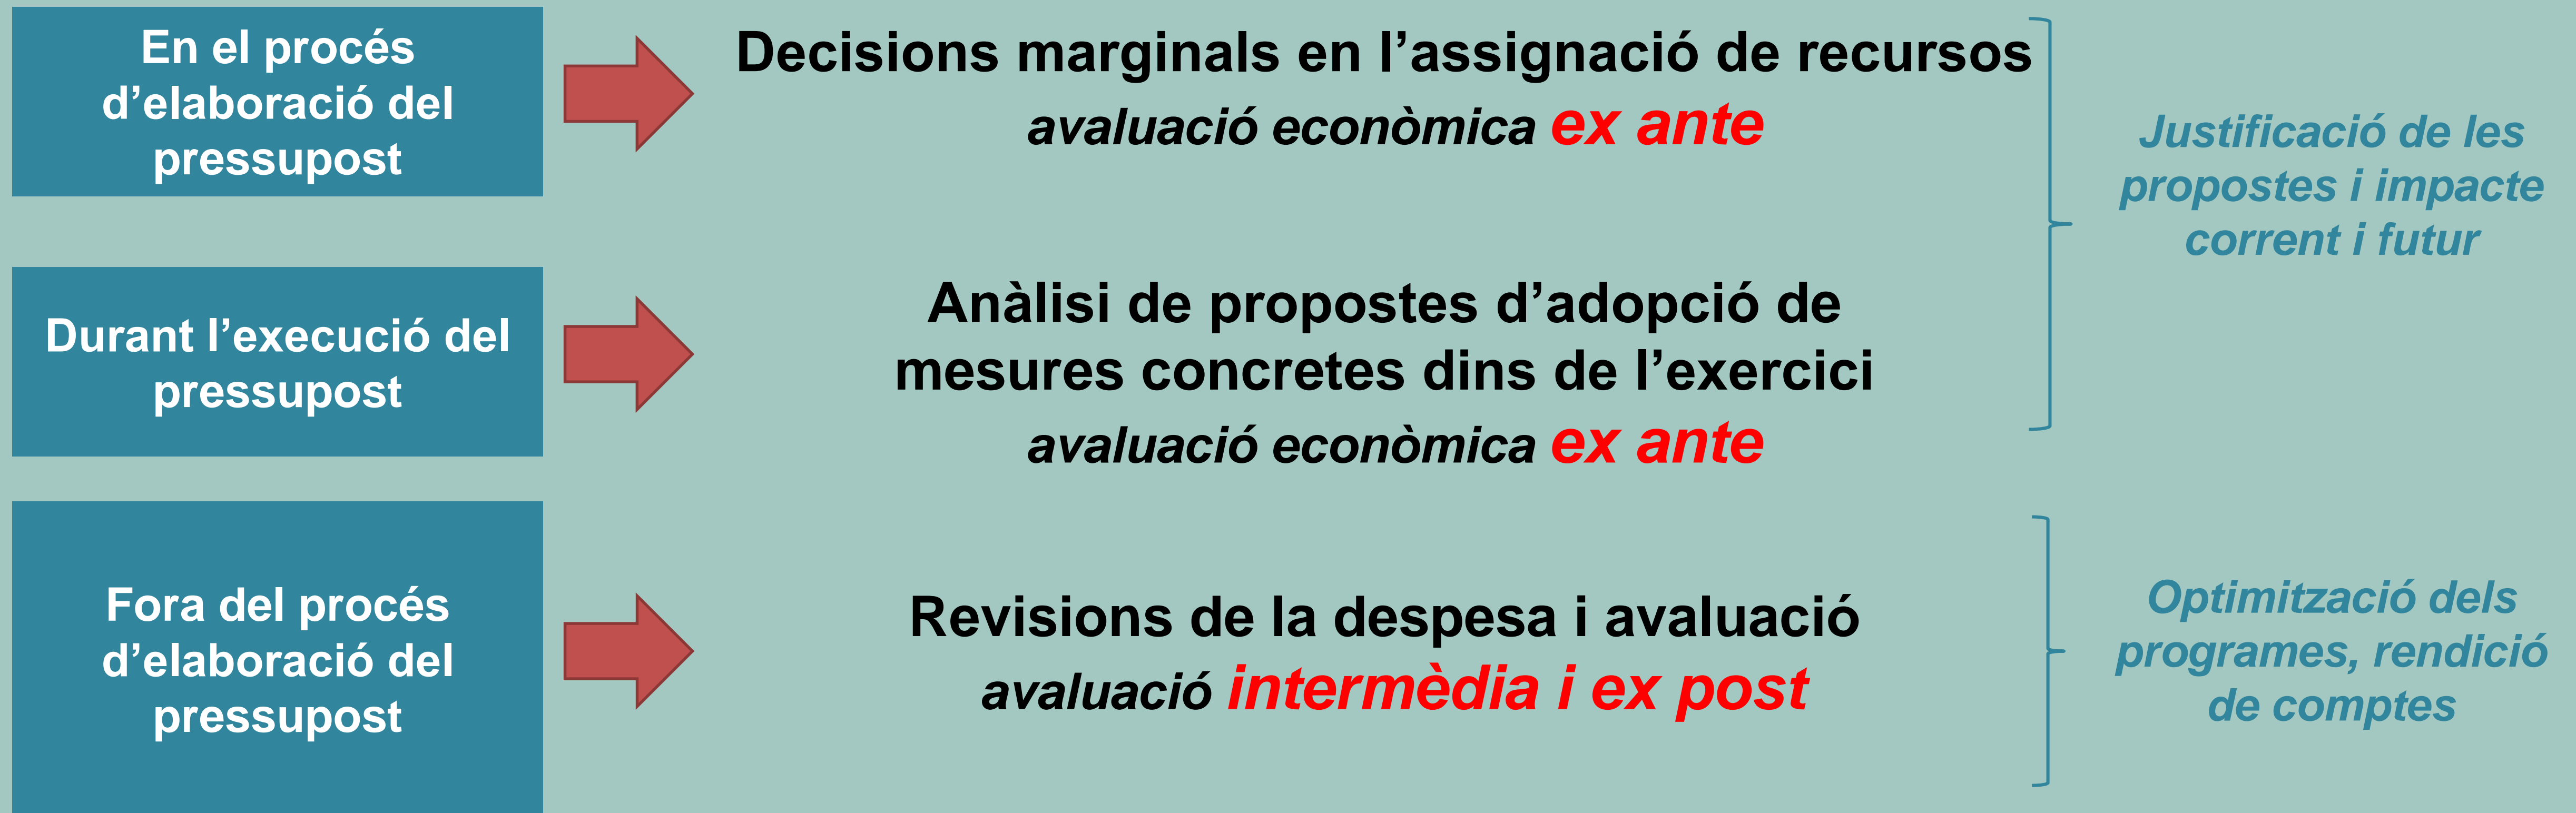 En el procés
d’elaboració del
pressupost
Decisions marginals en l’assignació de recursos
avaluació econòmica ex ante
Justificació de les
propostes i impacte
corrent i futur
Durant l’execució del
pressupost
Anàlisi de propostes d’adopció de
mesures concretes dins de l’exercici
avaluació econòmica ex ante
Fora del procés
d’elaboració del
pressupost
Revisions de la despesa i avaluació
avaluació intermèdia i ex post
Optimització dels
programes, rendició
de comptes